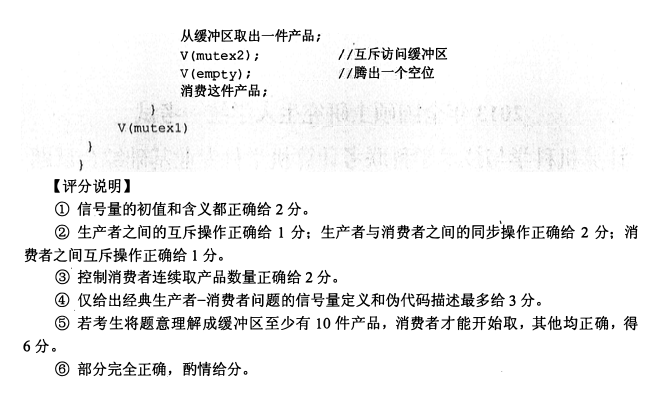 从缓冲区取出一件产品;
V(mutex2); //互斥访问缓冲区
V(empty); //腾出一个空位
消费这件产品;
}
V(mutex1)
}
}
【评分说明】
① 信号量的初值和含义都正确给 2 分。
② 生产者之间的互斥操作正确给 1 分；生产者与消费者之间的同步操作正确给 2 分；消
费者之间互斥操作正确给 1 分。
③ 控制消费者连续取产品数量正确给 2 分。
④ 仅给出经典生产者–消费者问题的信号量定义和伪代码描述最多给 3 分。
⑤ 若考生将题意理解成缓冲区至少有 10 件产品，消费者才能开始取，其他均正确，得
6 分。
⑥ 部分完全正确，酌情给分。